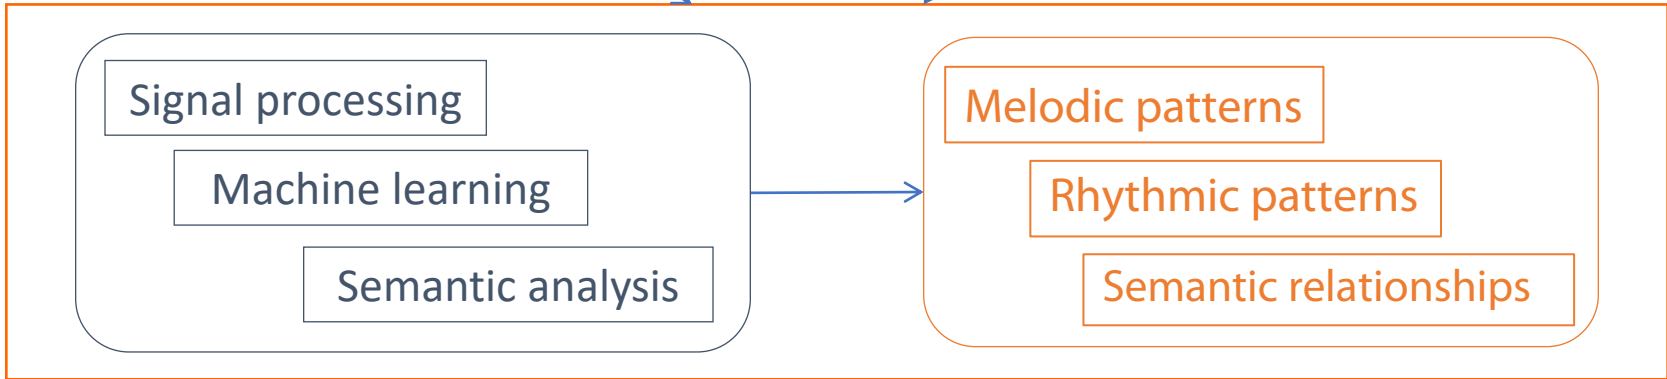 Signal processing
Machine learning
Semantic analysis
Melodic patterns
Rhythmic patterns
Semantic relationships